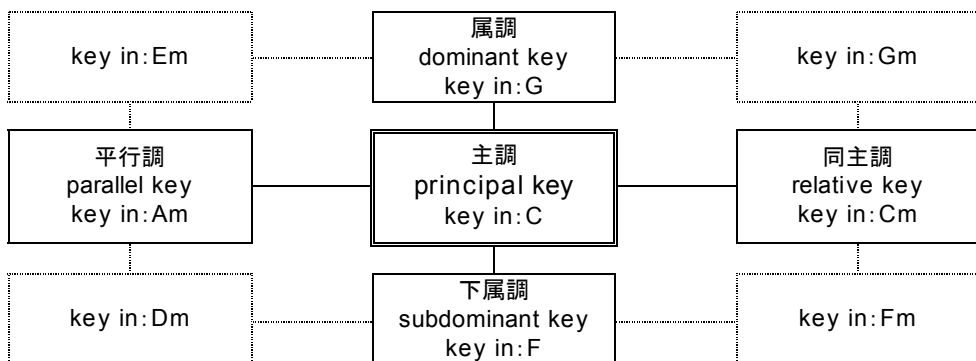 key in:Em
属調
dominant key
key in:G
key in:Gm
平行調
parallel key
key in:Am
主調
principal key
key in:C
同主調
relative key
key in:Cm
key in:Dm
下属調
subdominant key
key in:F
key in:Fm